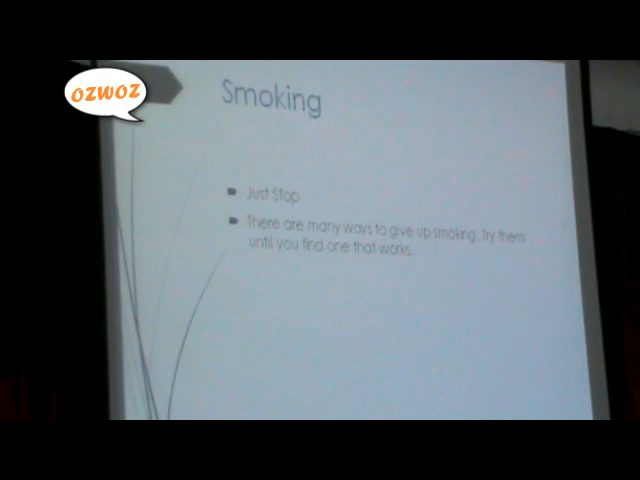 ozwoz
Smoking
Just Stop
There are many ways to give up smoking, try them
until you find one that works.